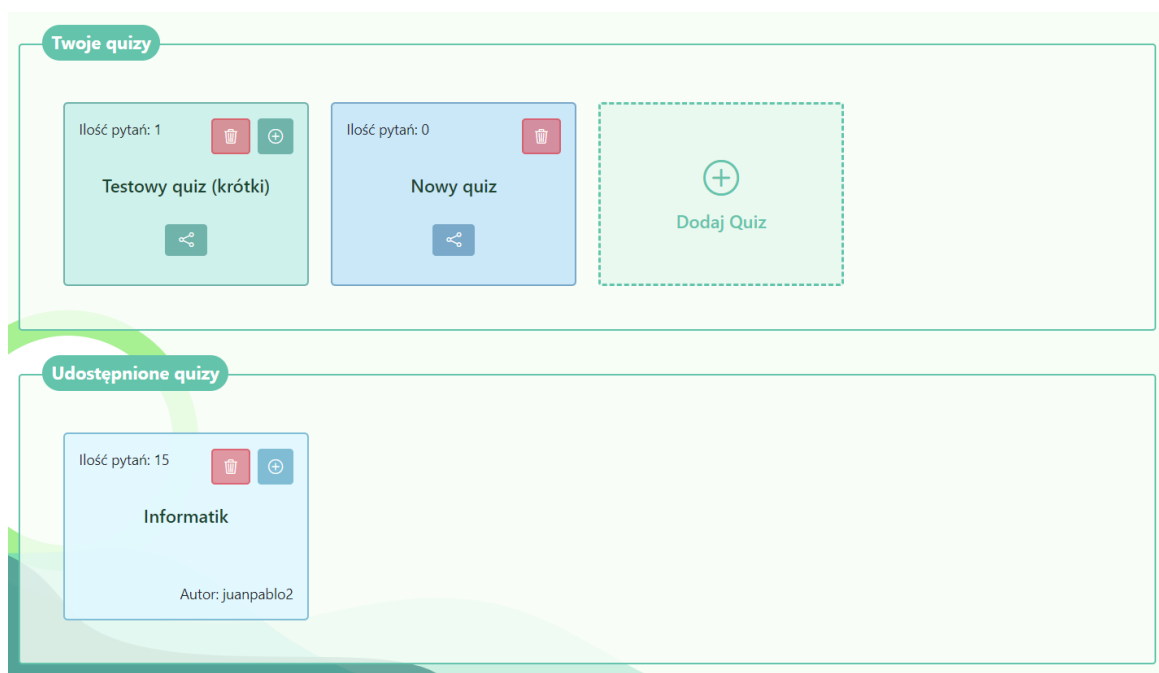 Twoje quizy
Ilość pytań: 1
Testowy quiz (krótki)
Ilość pytań: 0
Nowy quiz
Dodaj Quiz
Udostępnione quizy
Ilość pytań: 15
Informatik
Autor: juanpablo2